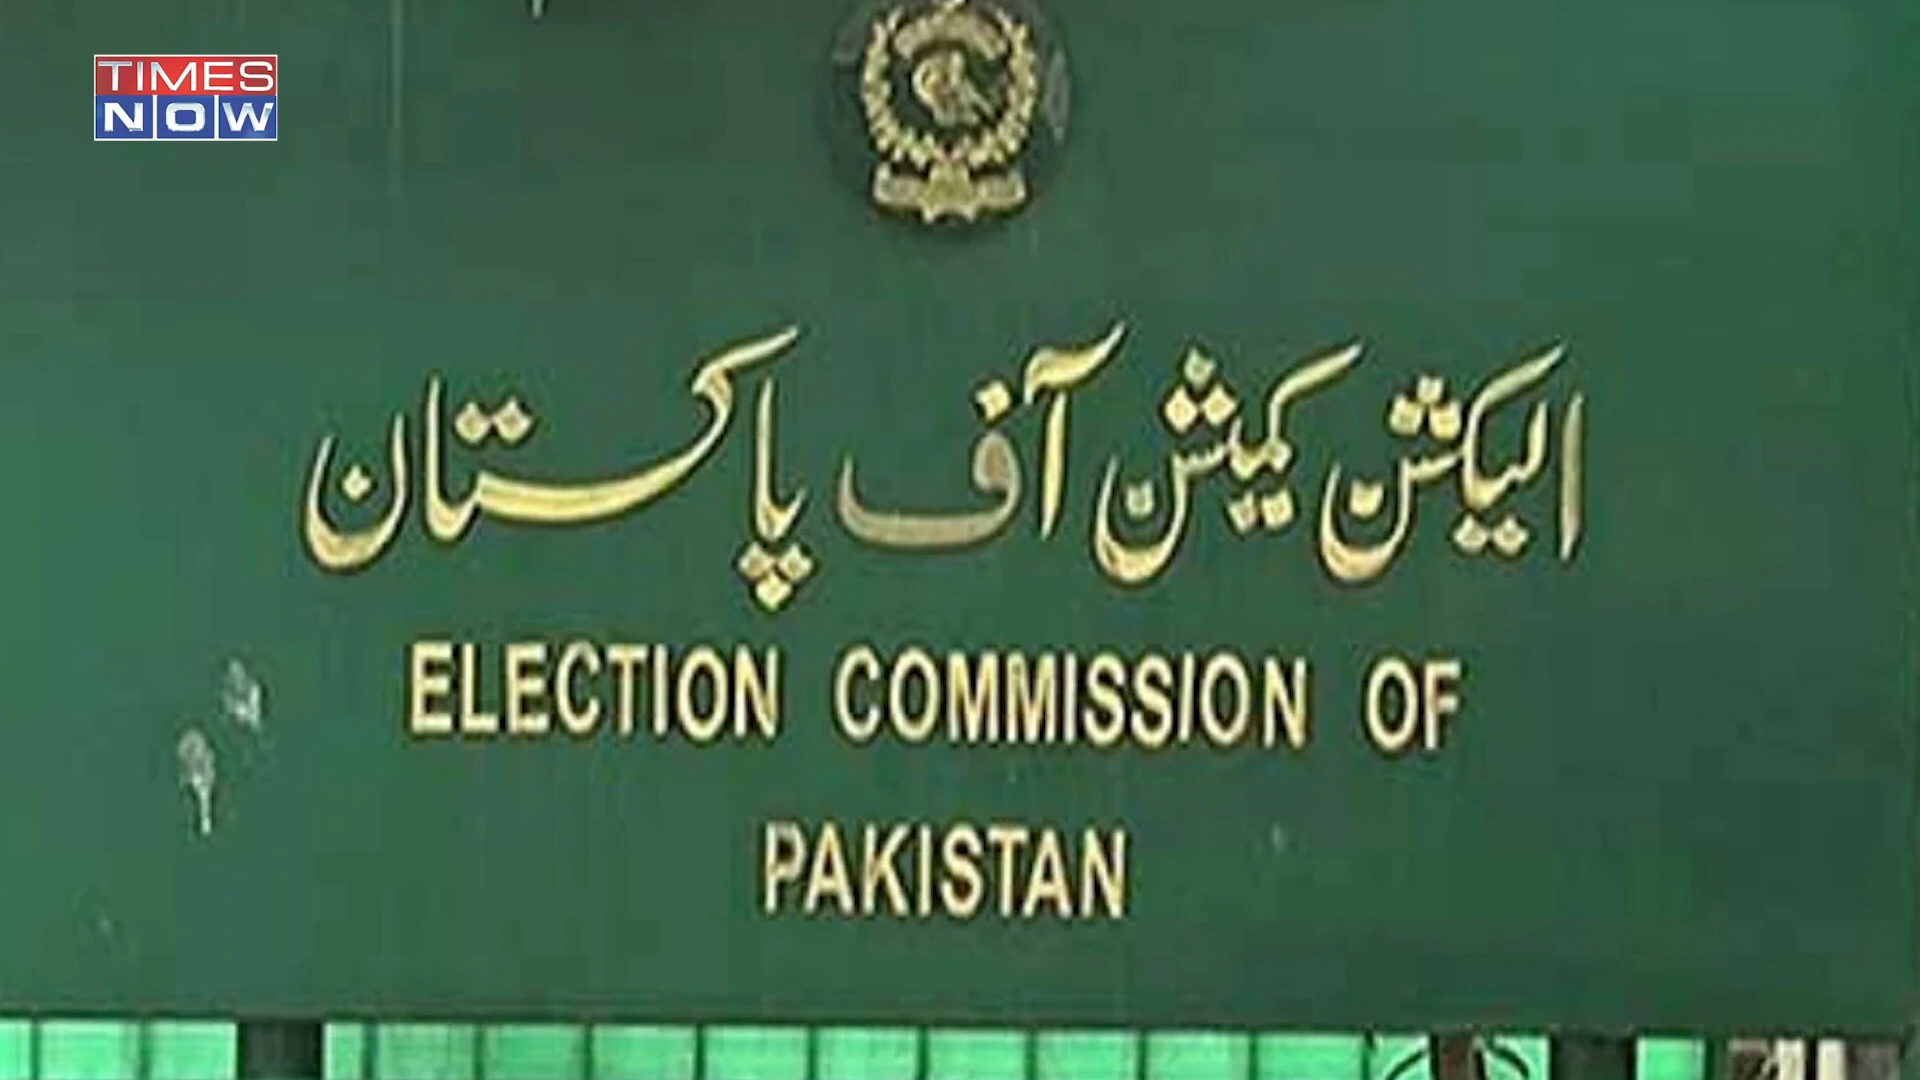 TIMES
NOW
الیکشن کمیشن آف پاکستان
ELECTION COMMISSION OF
PAKISTAN